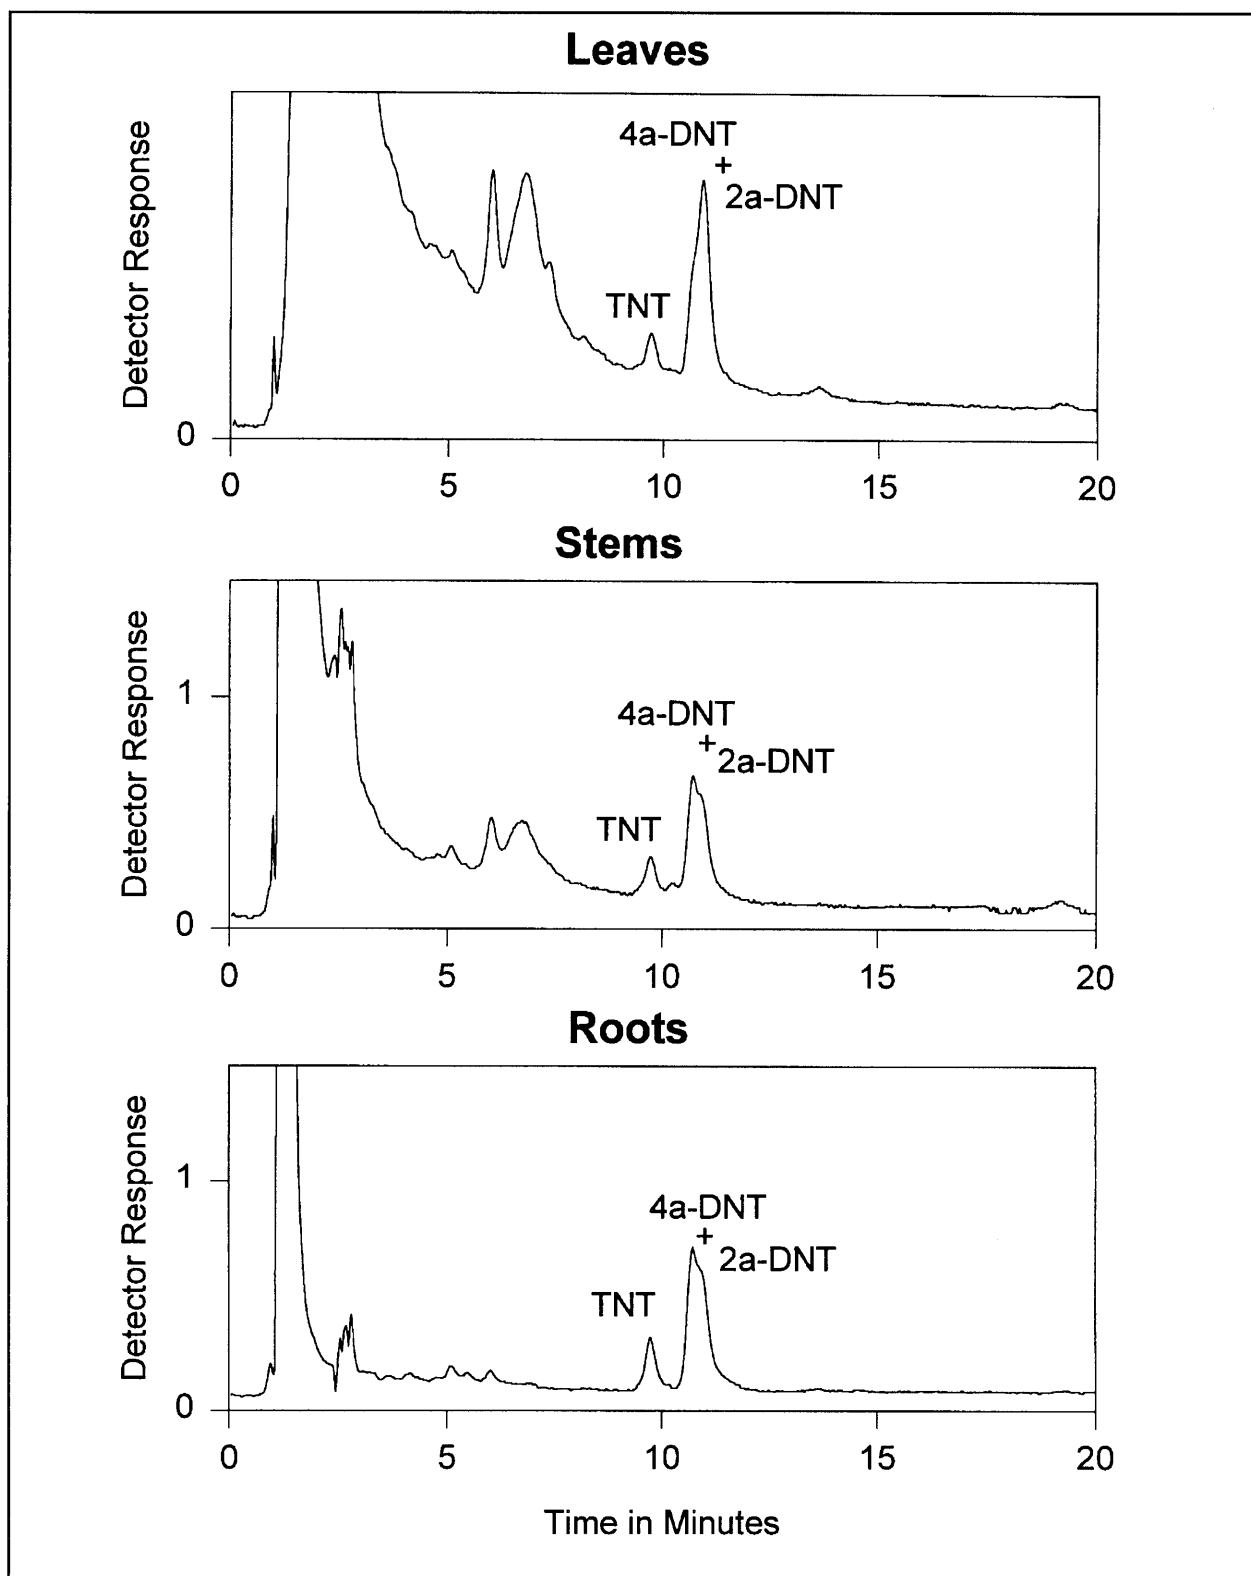 Leaves
Detector Response
4a-DNT
+
2a-DNT
TNT
0
0 5 10 15 20
Stems
Detector Response
1
4a-DNT
+
2a-DNT
TNT
0
0 5 10 15 20
Roots
Detector Response
1
4a-DNT
+
2a-DNT
TNT
0
0 5 10 15 20
Time in Minutes